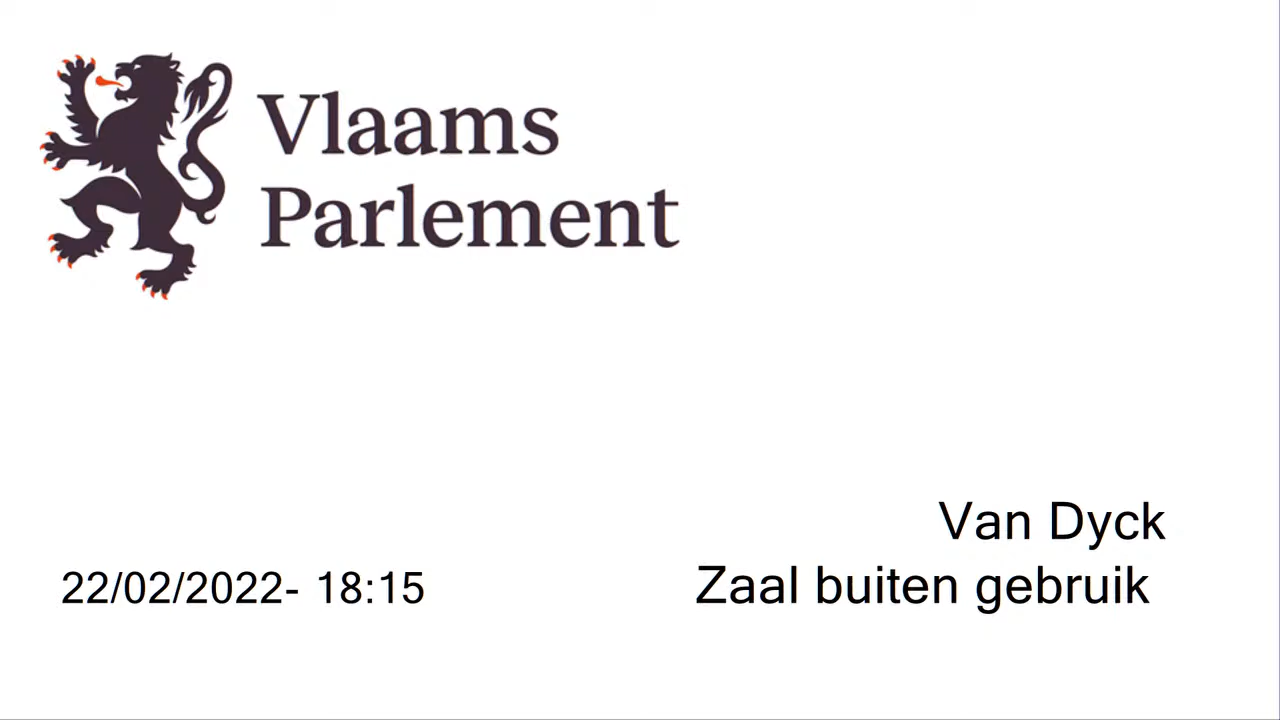 Vlaams
Parlement
Van Dyck
22/02/2022- 18:15
Zaal buiten gebruik